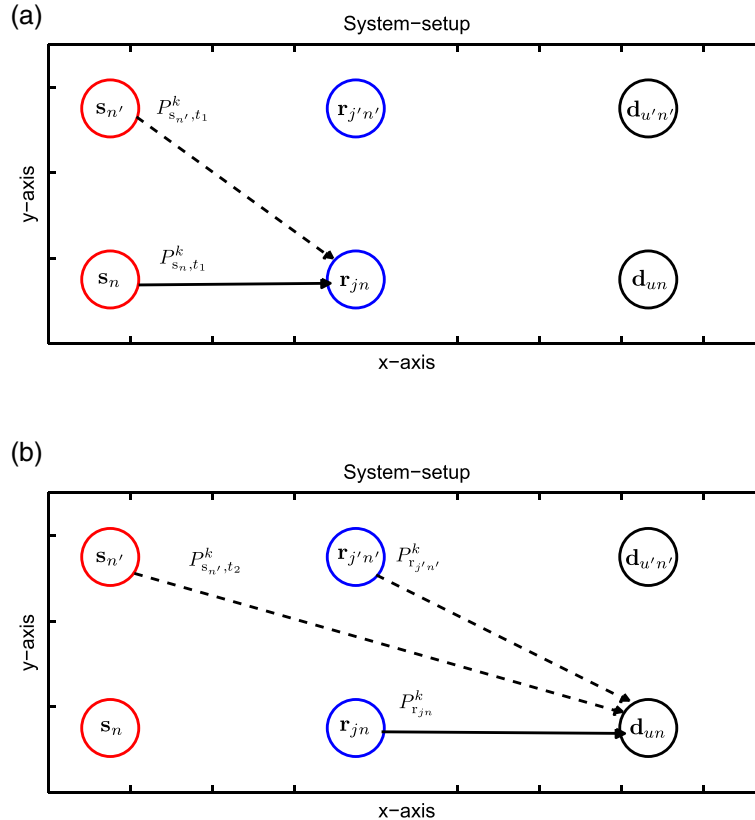 (a)
System−setup
y−axis
s_{n'}
P^k_{s_{n'},t_1}
r_{j'n'}
d_{u'n'}
s_n
P^k_{s_n,t_1}
r_{jn}
d_{un}
x−axis
(b)
System−setup
y−axis
s_{n'}
P^k_{s_{n'},t_2}
r_{j'n'}
P^k_{r_{j'n'}}
d_{u'n'}
s_n
r_{jn}
P^k_{r_{jn}}
d_{un}
x−axis